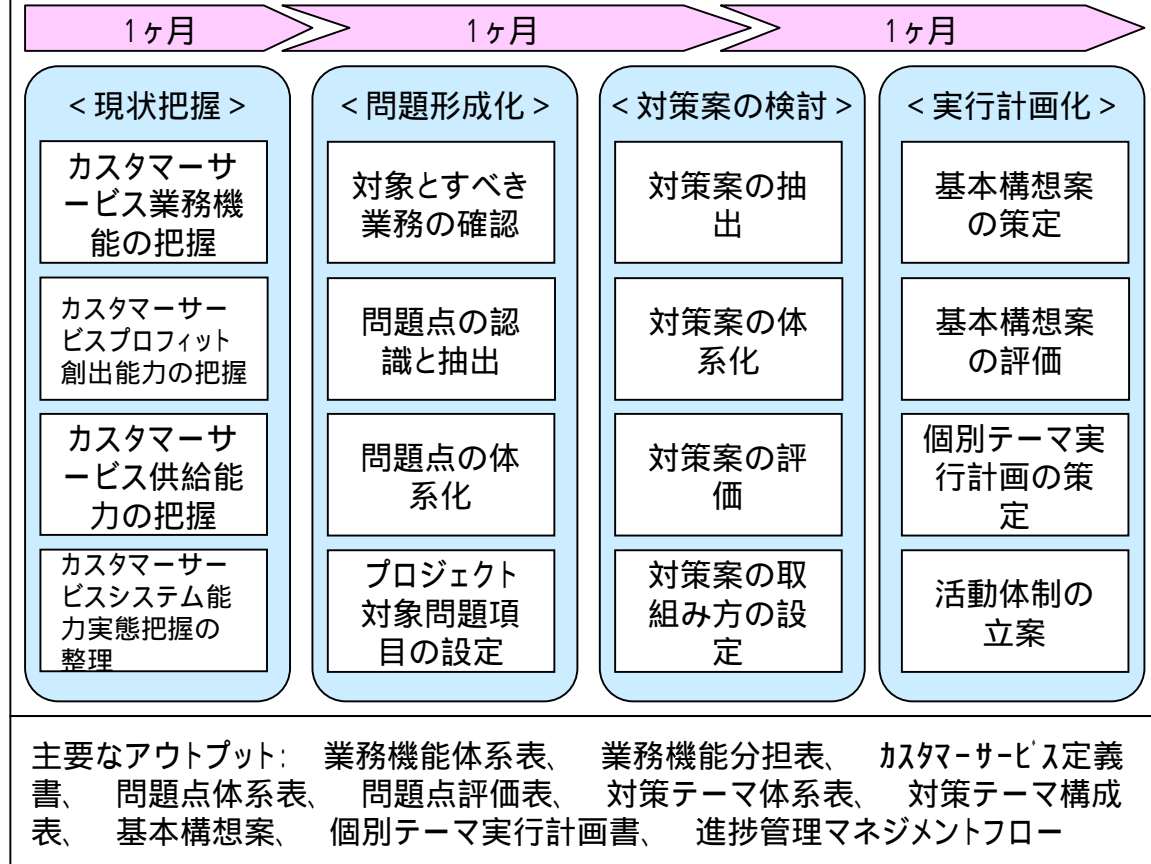 1ヶ月
1ヶ月
1ヶ月
<現状把握>
カスタマーサ
ービス業務機
能の把握
カスタマーサー
ビスプロフィット
創出能力の把握
カスタマーサ
ービス供給能
力の把握
カスタマーサー
ビスシステム能
力実態把握の
整理
<問題形成化>
対象とすべき
業務の確認
問題点の認
識と抽出
問題点の体
系化
プロジェクト
対象問題項
目の設定
<対策案の検討>
対策案の抽
出
対策案の体
系化
対策案の評
価
対策案の取
組み方の設
定
<実行計画化>
基本構想案
の策定
基本構想案
の評価
個別テーマ実
行計画の策
定
活動体制の
立案
主要なアウトプット: 業務機能体系表、 業務機能分担表、 カスタマーサービス定義
書、 問題点体系表、 問題点評価表、 対策テーマ体系表、 対策テーマ構成
表、 基本構想案、 個別テーマ実行計画書、 進捗管理マネジメントフロー